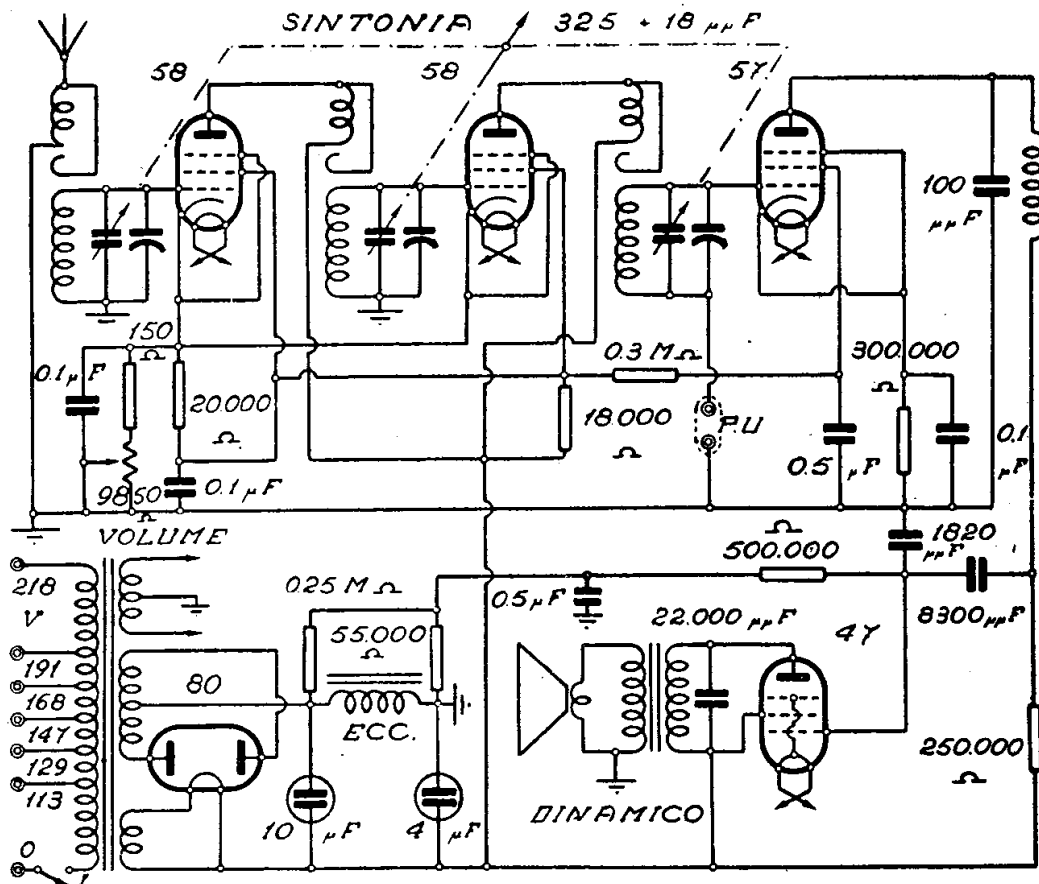 SINTONIA 325 + 18 μμF
58
58
57
100
μμF
150
Ω
0.1 μF
20.000
Ω
0.3 MΩ
300.000
Ω
18.000
Ω
P.U
0.5 μF
0.1
μF
9850
Ω
0.1 μF
VOLUME
Ω
500.000
1820
μμF
218
V
191
168
147
129
113
0
0.25 MΩ
55.000
Ω
80
ECC.
10 μF
4 μF
0.5 μF
22.000 μμF
47
8300 μμF
DINAMICO
250.000
Ω